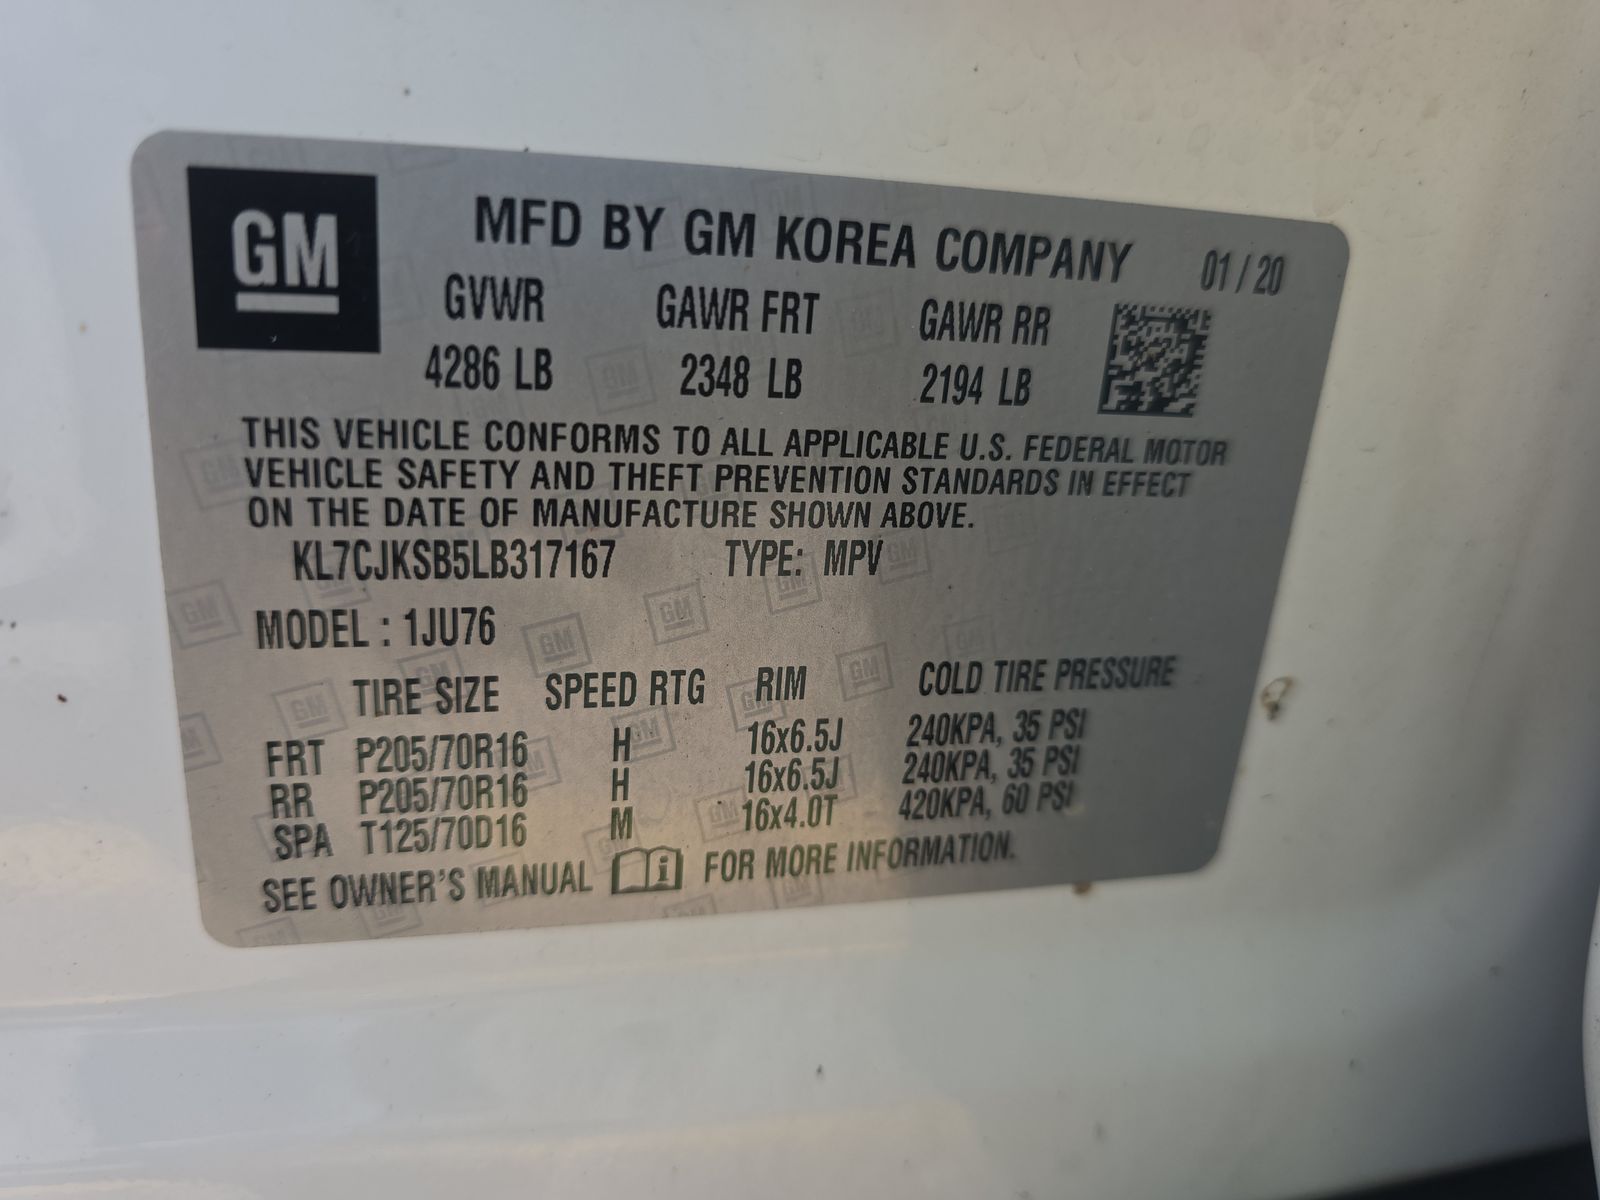 GM
MFD BY GM KOREA COMPANY 01 / 20
GVWR GAWR FRT GAWR RR
4286 LB 2348 LB 2194 LB
THIS VEHICLE CONFORMS TO ALL APPLICABLE U.S. FEDERAL MOTOR
VEHICLE SAFETY AND THEFT PREVENTION STANDARDS IN EFFECT
ON THE DATE OF MANUFACTURE SHOWN ABOVE.
KL7CJKSB5LB317167 TYPE: MPV
MODEL : 1JU76
TIRE SIZE SPEED RTG RIM COLD TIRE PRESSURE
FRT P205/70R16 H 16x6.5J 240KPA, 35 PSI
RR P205/70R16 H 16x6.5J 240KPA, 35 PSI
SPA T125/70D16 M 16x4.0T 420KPA, 60 PSI
SEE OWNER'S MANUAL i FOR MORE INFORMATION.